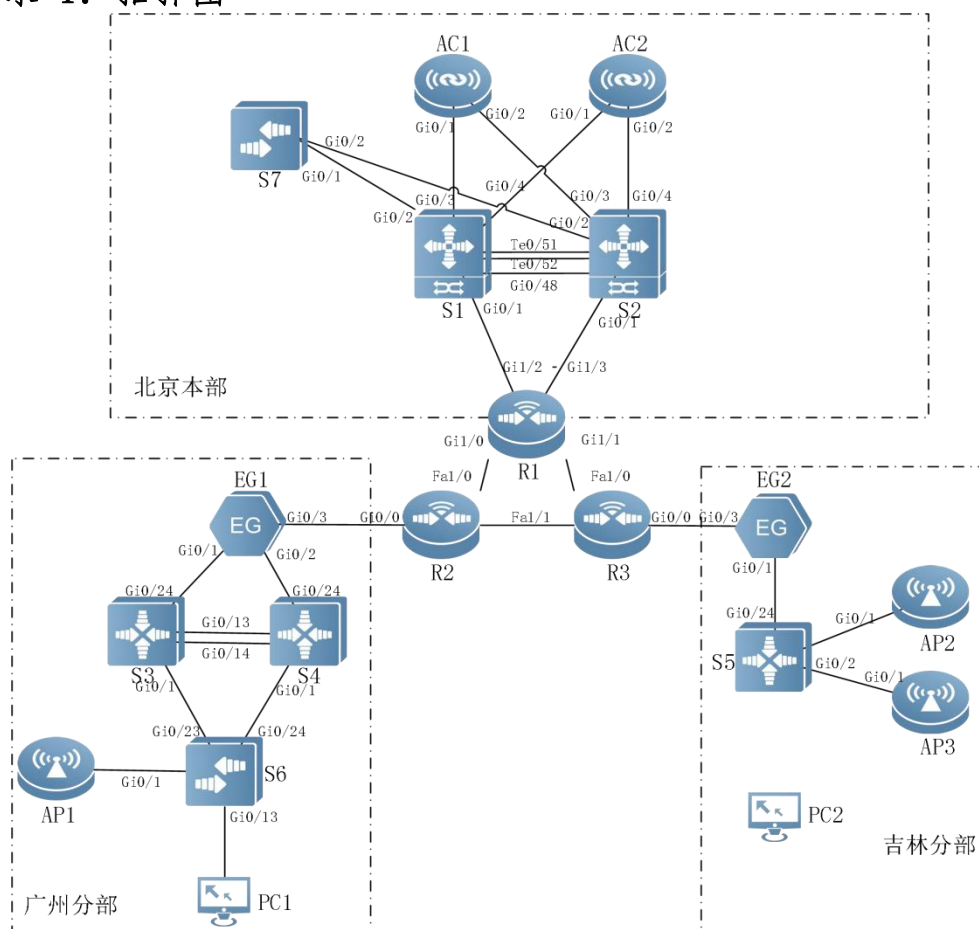 AC1
AC2
Gi0/2
Gi0/1
Gi0/1
Gi0/2
Gi0/2
Gi0/1
S7
Gi0/4
Gi0/3
Gi0/4
Gi0/3
Gi0/2
Gi0/2
Te0/51
Te0/52
Gi0/48
S1
S2
Gi0/1
Gi0/1
Gi1/2 - Gi1/3
北京本部
Gi1/0
Gi1/1
R1
EG1
Fa1/0
Fa1/0
EG2
EG
Gi0/3
Gi0/0
Fa1/1
Gi0/0
Gi0/3
EG
Gi0/1
Gi0/2
R2
R3
Gi0/1
Gi0/24
Gi0/24
Gi0/24
Gi0/13
Gi0/14
Gi0/1
AP2
S3
S4
S5
Gi0/2
Gi0/1
Gi0/1
Gi0/1
Gi0/23
Gi0/24
AP3
S6
Gi0/1
AP1
Gi0/13
PC2
吉林分部
广州分部
PC1